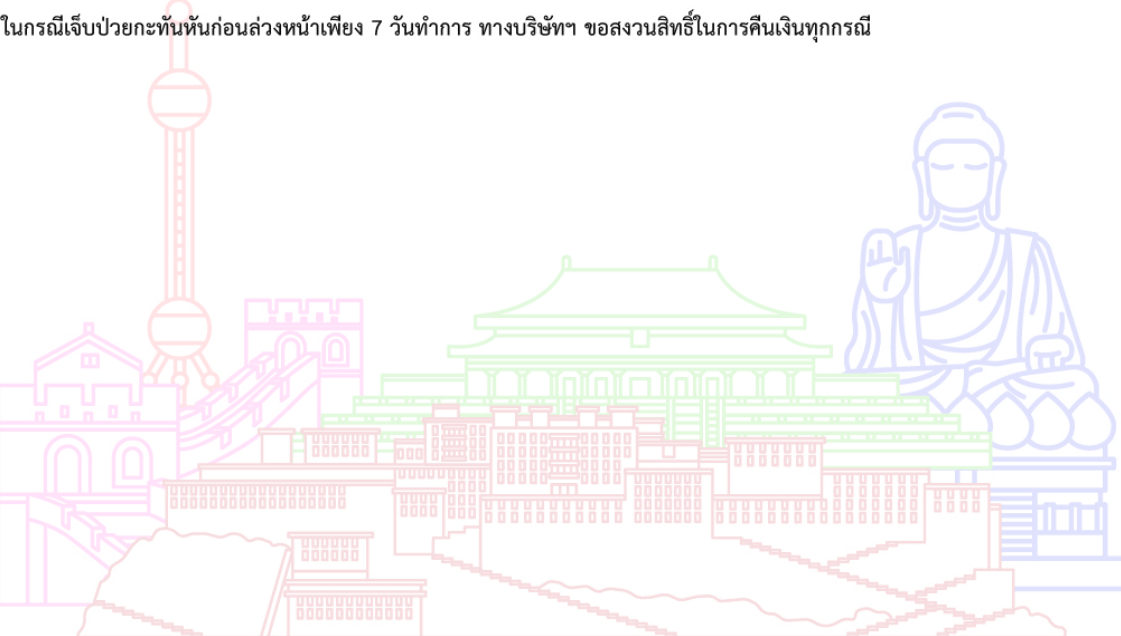 ในกรณีเจ็บป่วยกะทันหันก่อนล่วงหน้าเพียง 7 วันทำการ ทางบริษัทฯ ขอสงวนสิทธิ์ในการคืนเงินทุกกรณี